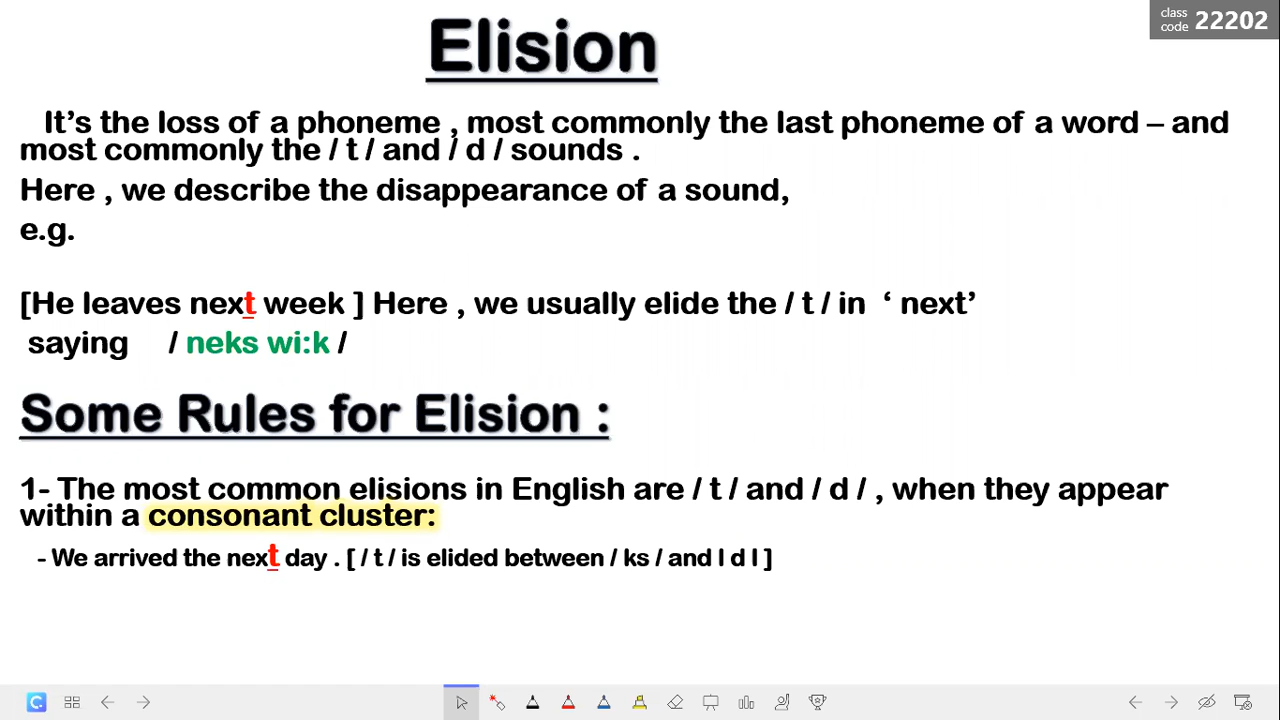 class
code 22202
Elision
It's the loss of a phoneme , most commonly the last phoneme of a word – and
most commonly the / t / and / d / sounds .
Here , we describe the disappearance of a sound,
e.g.
[He leaves next week ] Here , we usually elide the / t / in ‘ next’
saying / neks wi:k /
Some Rules for Elision :
1- The most common elisions in English are / t / and / d / , when they appear
within a consonant cluster:
- We arrived the next day . [ / t / is elided between / ks / and l d l ]